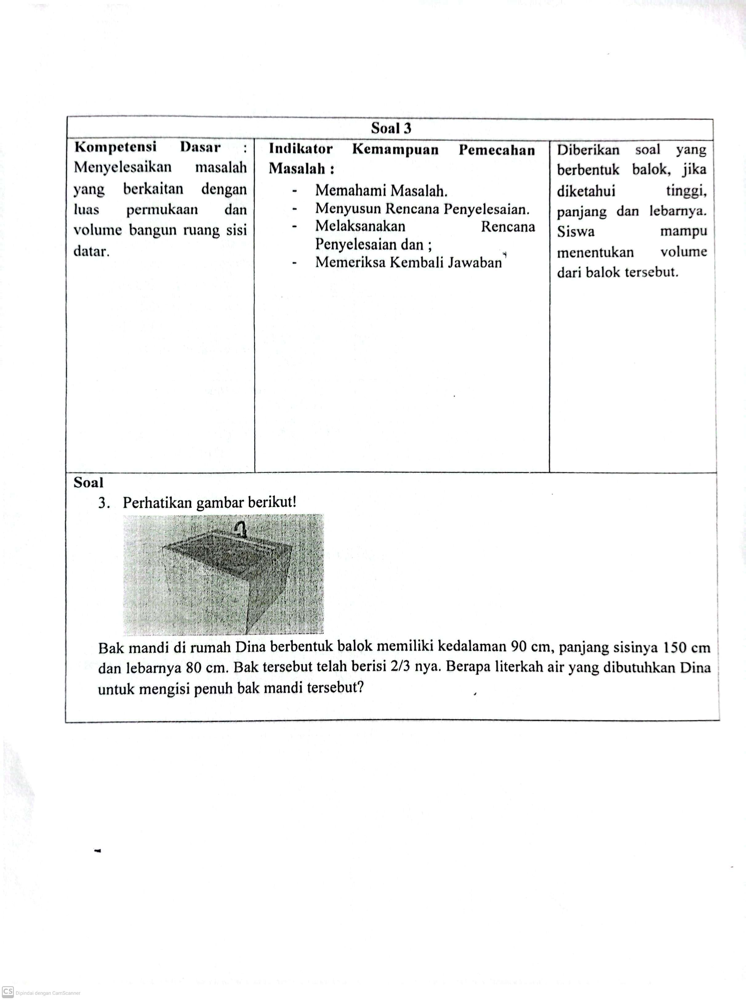 Soal 3
Kompetensi Dasar :
Menyelesaikan masalah
yang berkaitan dengan
luas permukaan dan
volume bangun ruang sisi
datar.
Indikator Kemampuan Pemecahan
Masalah :
- Memahami Masalah.
- Menyusun Rencana Penyelesaian.
- Melaksanakan Rencana
Penyelesaian dan ;
- Memeriksa Kembali Jawaban
Diberikan soal yang
berbentuk balok, jika
diketahui tinggi,
panjang dan lebarnya.
Siswa mampu
menentukan volume
dari balok tersebut.
Soal
3. Perhatikan gambar berikut!
Bak mandi di rumah Dina berbentuk balok memiliki kedalaman 90 cm, panjang sisinya 150 cm
dan lebarnya 80 cm. Bak tersebut telah berisi 2/3 nya. Berapa literkah air yang dibutuhkan Dina
untuk mengisi penuh bak mandi tersebut?
CS Dipindai dengan CamScanner